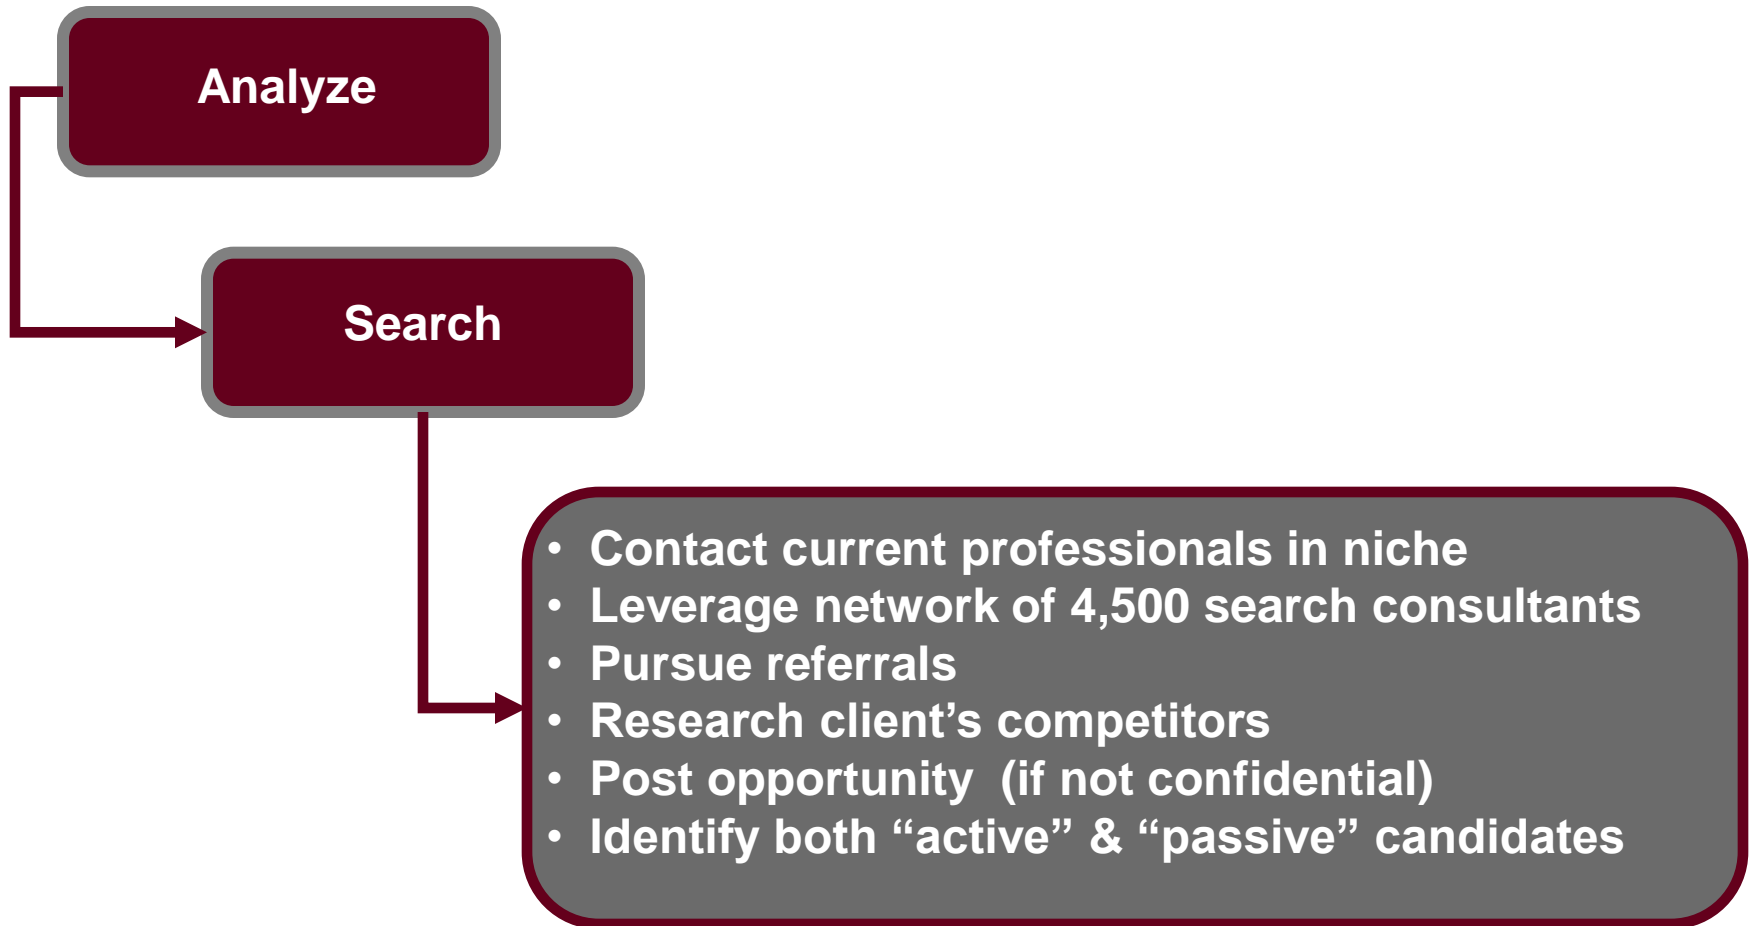 Analyze
Search
• Contact current professionals in niche
• Leverage network of 4,500 search consultants
• Pursue referrals
• Research client’s competitors
• Post opportunity  (if not confidential)
• Identify both “active” & “passive” candidates